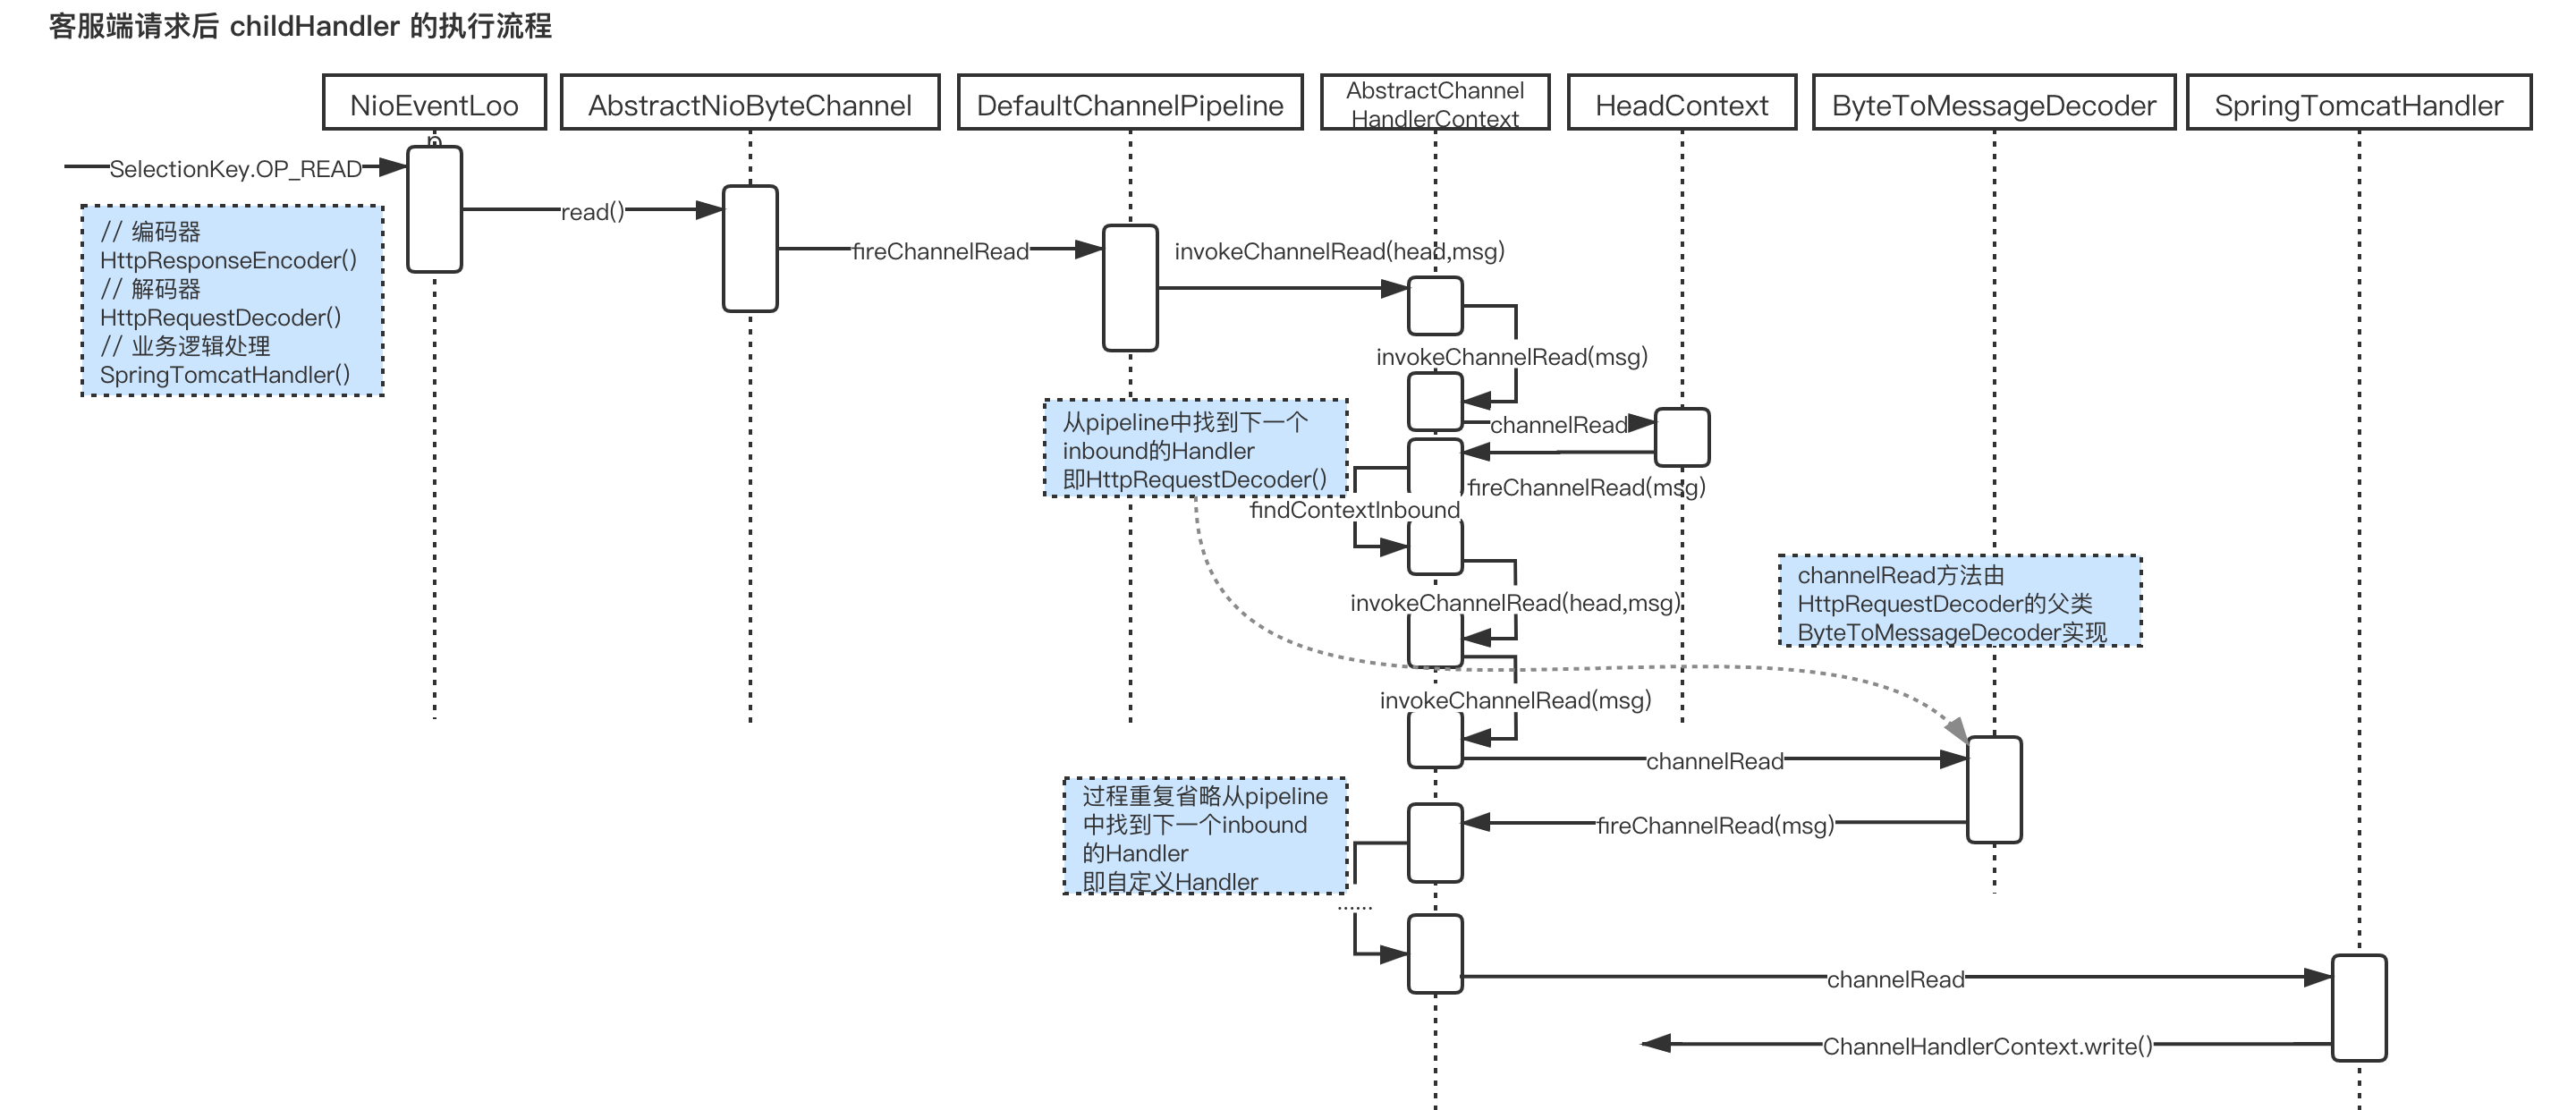 客服端请求后 childHandler 的执行流程
NioEventLoo
p
AbstractNioByteChannel
DefaultChannelPipeline
AbstractChannel
HandlerContext
HeadContext
ByteToMessageDecoder
SpringTomcatHandler
SelectionKey.OP_READ
read()
// 编码器
HttpResponseEncoder()
// 解码器
HttpRequestDecoder()
// 业务逻辑处理
SpringTomcatHandler()
fireChannelRead
invokeChannelRead(head,msg)
invokeChannelRead(msg)
channelRead
从pipeline中找到下一个
inbound的Handler
即HttpRequestDecoder()
fireChannelRead(msg)
findContextInbound
invokeChannelRead(head,msg)
channelRead方法由
HttpRequestDecoder的父类
ByteToMessageDecoder实现
invokeChannelRead(msg)
channelRead
过程重复省略从pipeline
中找到下一个inbound
的Handler
即自定义Handler
fireChannelRead(msg)
......
channelRead
ChannelHandlerContext.write()